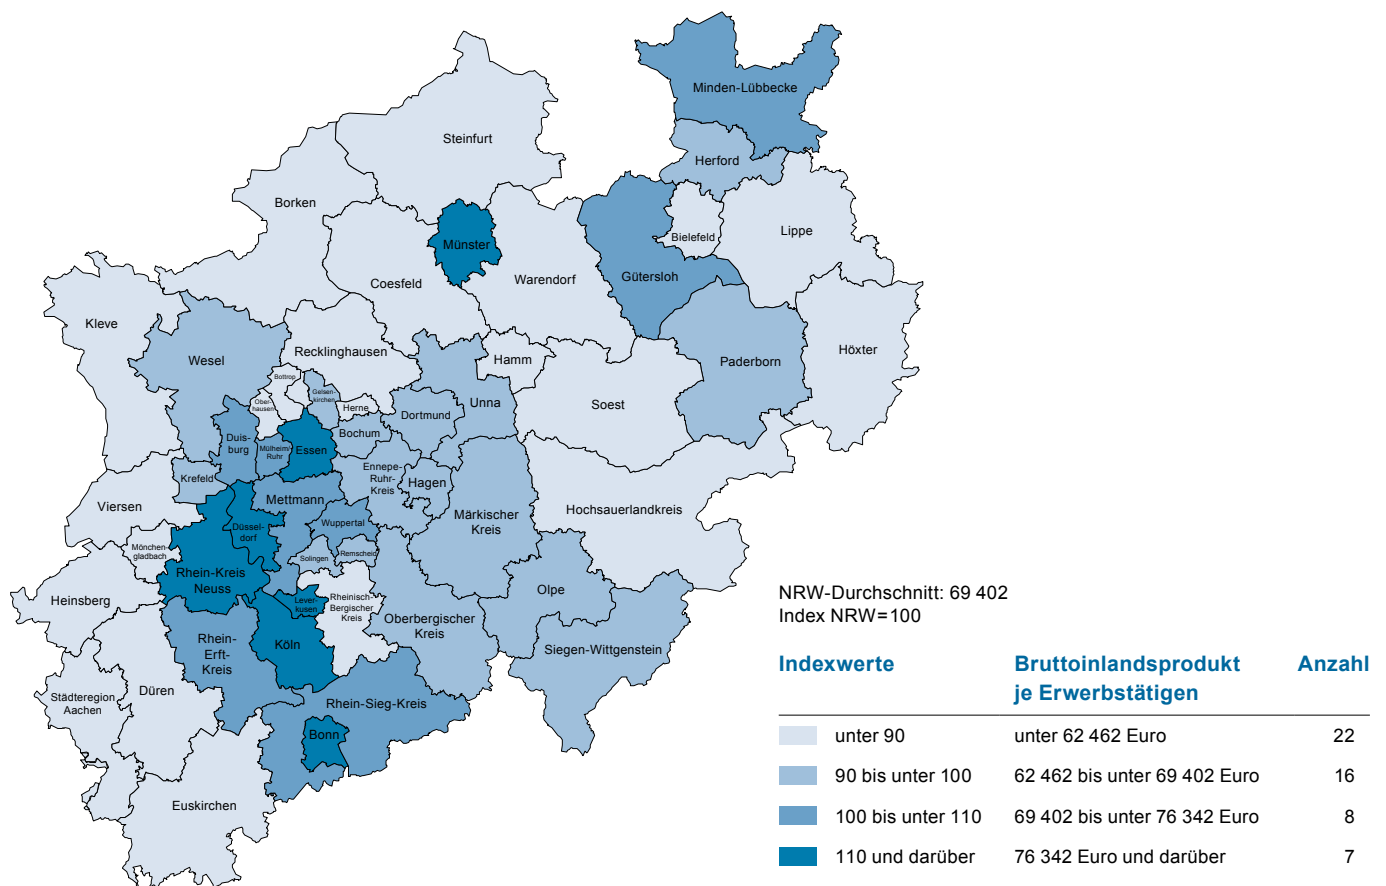 Minden-Lübbecke
Steinfurt
Herford
Borken
Bielefeld
Lippe
Münster
Coesfeld
Warendorf
Gütersloh
Kleve
Höxter
Wesel
Recklinghausen
Hamm
Paderborn
Bottrop
Gelsen-
kirchen
Ober-
hausen
Herne
Dortmund
Unna
Soest
Duis-
burg
Mülheim/
Ruhr
Essen
Bochum
Krefeld
Ennepe-
Ruhr-
Kreis
Hagen
Viersen
Mettmann
Märkischer
Kreis
Hochsauerlandkreis
Düssel-
dorf
Wuppertal
Mönchen-
gladbach
Solingen
Remscheid
Rhein-Kreis
Neuss
Heinsberg
Lever-
kusen
Rheinisch-
Bergischer
Kreis
Oberbergischer
Kreis
Olpe
Rhein-
Erft-
Kreis
Köln
Siegen-Wittgenstein
Städteregion
Aachen
Düren
Rhein-Sieg-Kreis
Bonn
Euskirchen
NRW-Durchschnitt: 69 402
Index NRW=100
Indexwerte Bruttoinlandsprodukt Anzahl
je Erwerbstätigen
unter 90 unter 62 462 Euro 22
90 bis unter 100 62 462 bis unter 69 402 Euro 16
100 bis unter 110 69 402 bis unter 76 342 Euro 8
110 und darüber 76 342 Euro und darüber 7